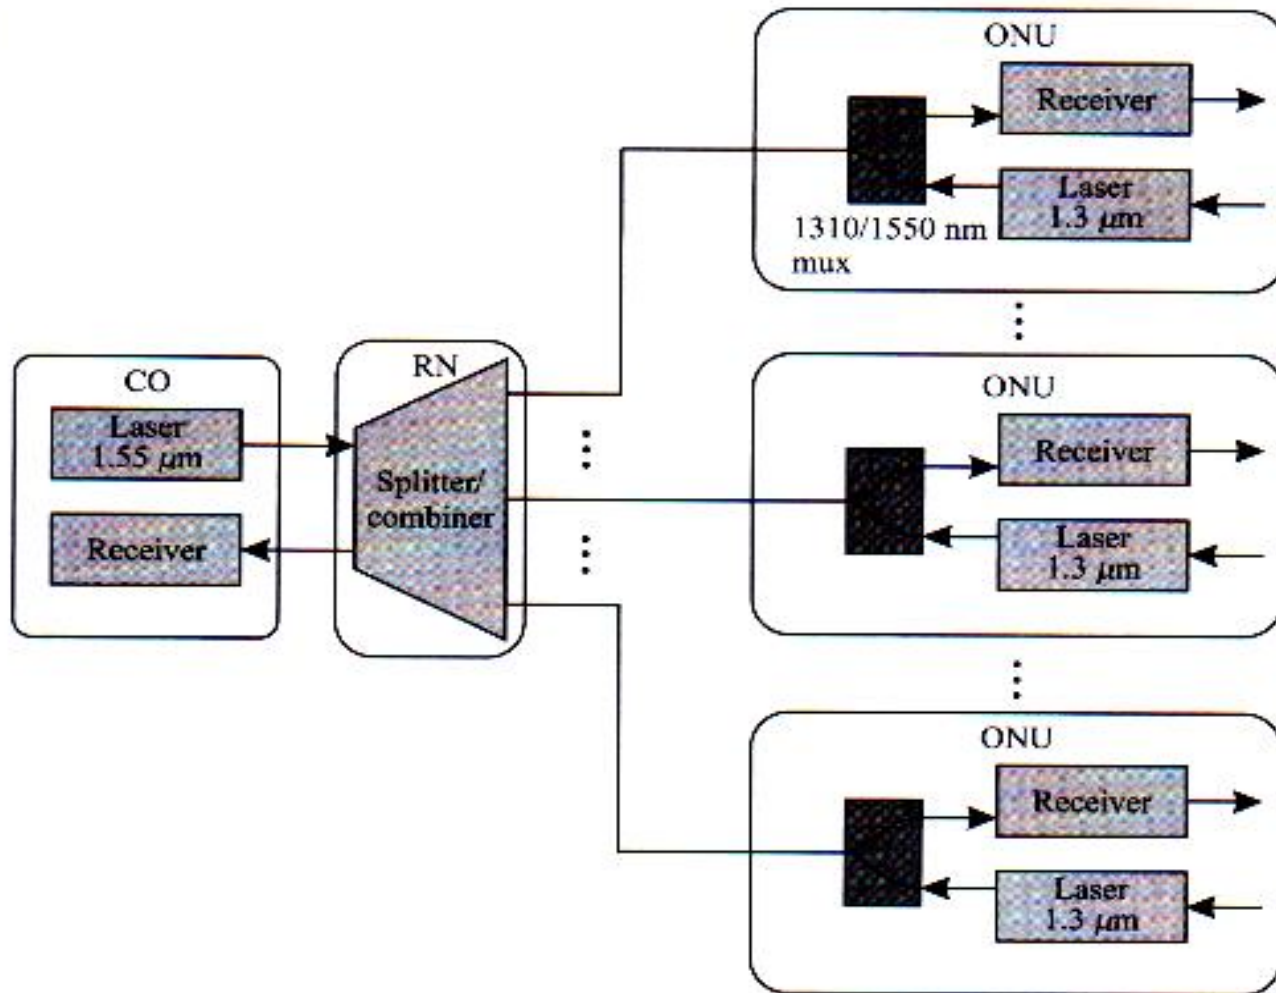 ONU
Receiver
Laser
1.3 μm
1310/1550 nm
mux
CO
Laser
1.55 μm
Receiver
RN
Splitter/
combiner
ONU
Receiver
Laser
1.3 μm
ONU
Receiver
Laser
1.3 μm